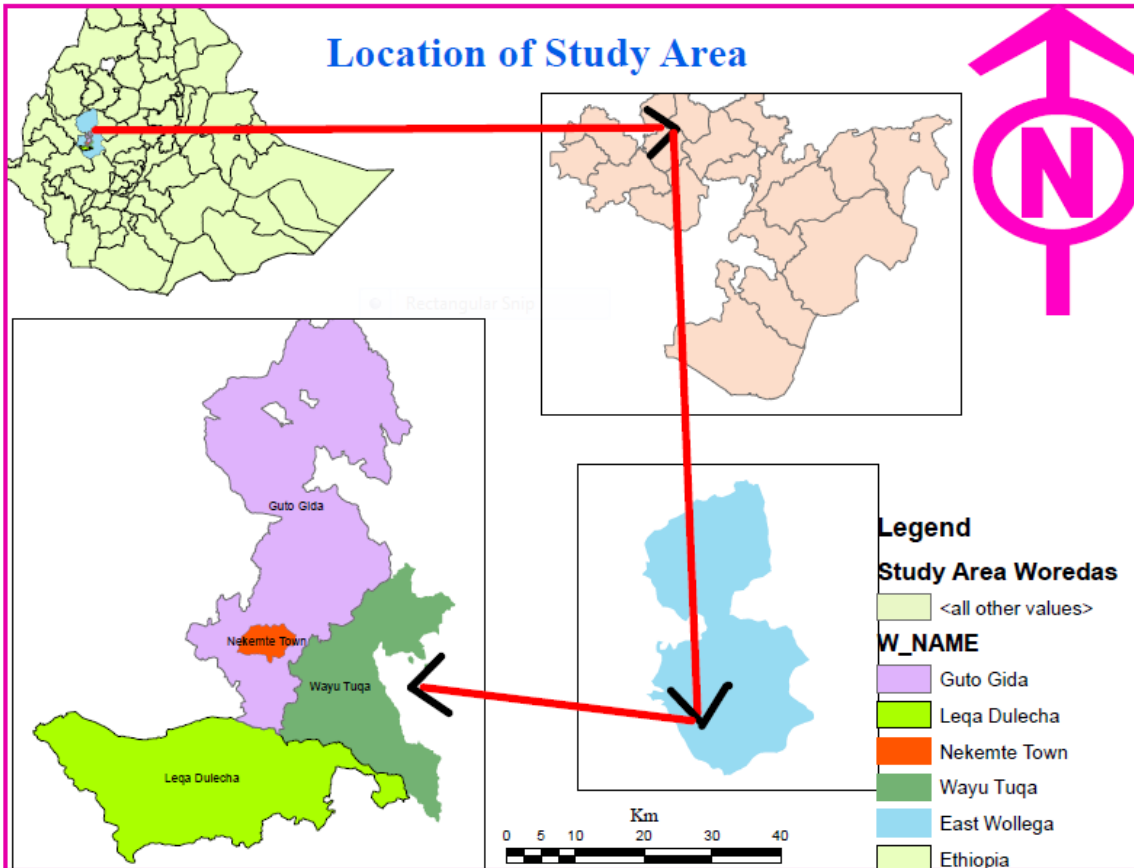 Location of Study Area
N
Rectangular Snip
Guto Gida
Nekemte Town
Wayu Tuqa
Leqa Dulecha
Legend
Study Area Woredas
<all other values>
W_NAME
Guto Gida
Leqa Dulecha
Nekemte Town
Wayu Tuqa
East Wollega
Ethiopia
Km
0 5 10 20 30 40